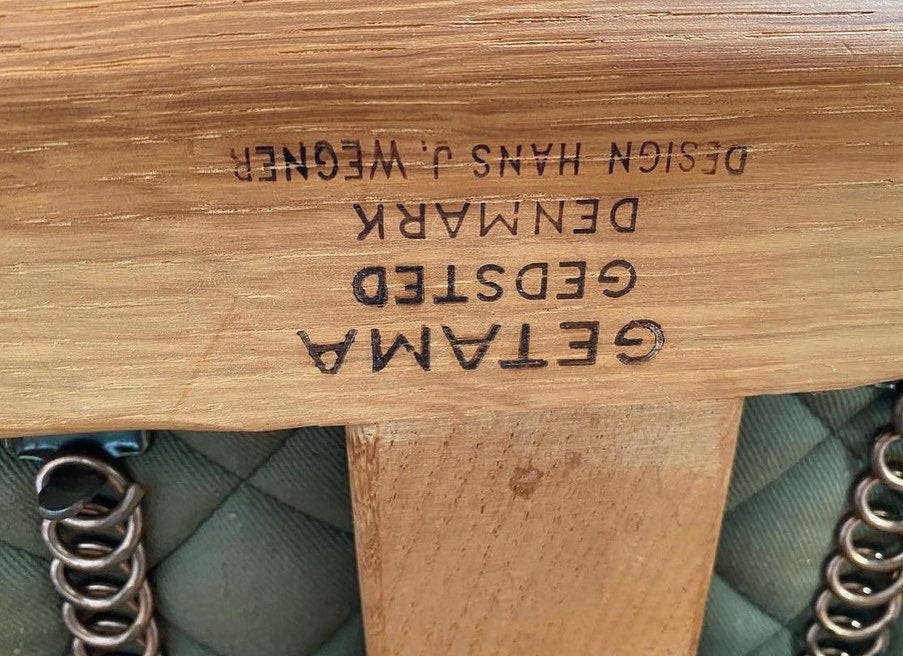 GETAMA
GEDSTED
DENMARK
DESIGN HANS J. WEGNER